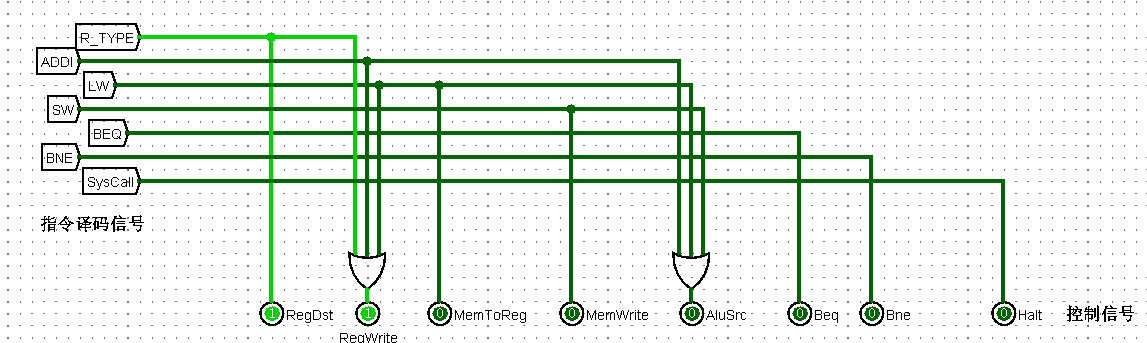 R_TYPE
ADDI
LW
SW
BEQ
BNE
SysCall
指令译码信号
1 RegDst
1
RegWrite
0 MemToReg
0 MemWrite
0 AluSrc
0 Beq
0 Bne
0 Halt
控制信号